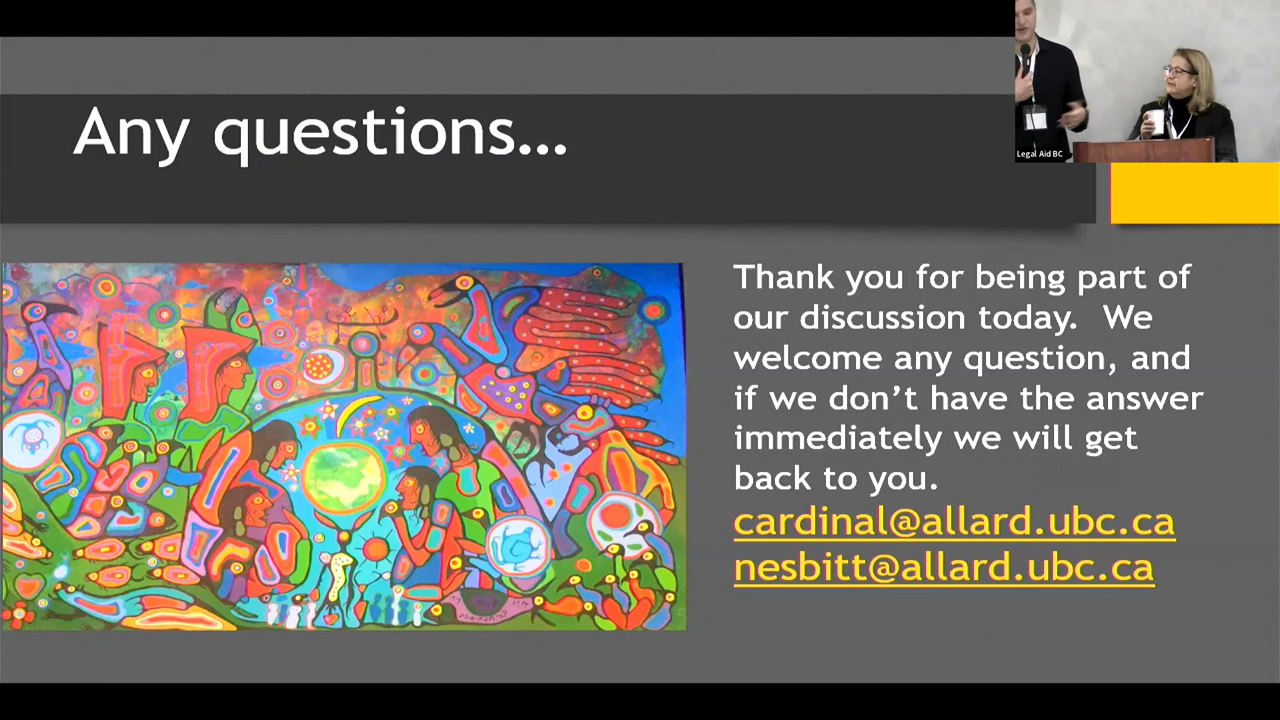 Any questions...
Legal Aid BC
Thank you for being part of
our discussion today.  We
welcome any question, and
if we don't have the answer
immediately we will get
back to you.
cardinal@allard.ubc.ca
nesbitt@allard.ubc.ca